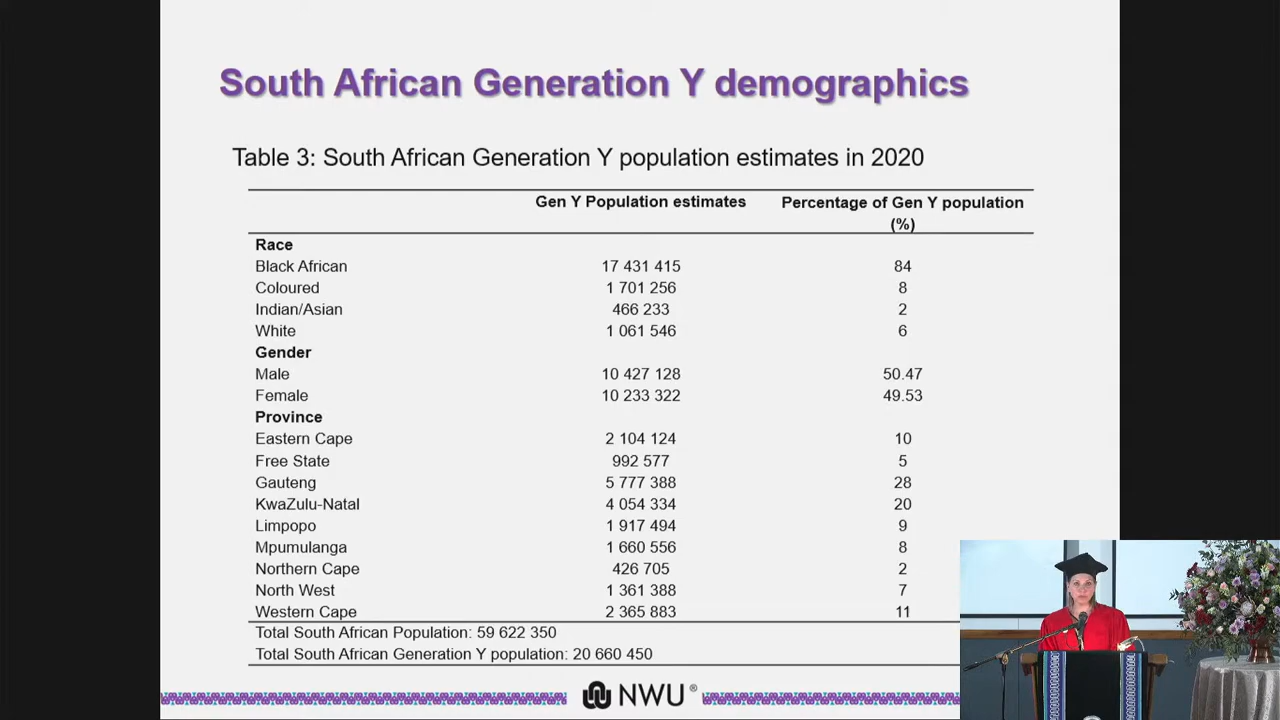 South African Generation Y demographics
Table 3: South African Generation Y population estimates in 2020
Gen Y Population estimates Percentage of Gen Y population
(%)
Race
Black African 17 431 415 84
Coloured 1 701 256 8
Indian/Asian 466 233 2
White 1 061 546 6
Gender
Male 10 427 128 50.47
Female 10 233 322 49.53
Province
Eastern Cape 2 104 124 10
Free State 992 577 5
Gauteng 5 777 388 28
KwaZulu-Natal 4 054 334 20
Limpopo 1 917 494 9
Mpumulanga 1 660 556 8
Northern Cape 426 705 2
North West 1 361 388 7
Western Cape 2 365 883 11
Total South African Population: 59 622 350
Total South African Generation Y population: 20 660 450
NWU®